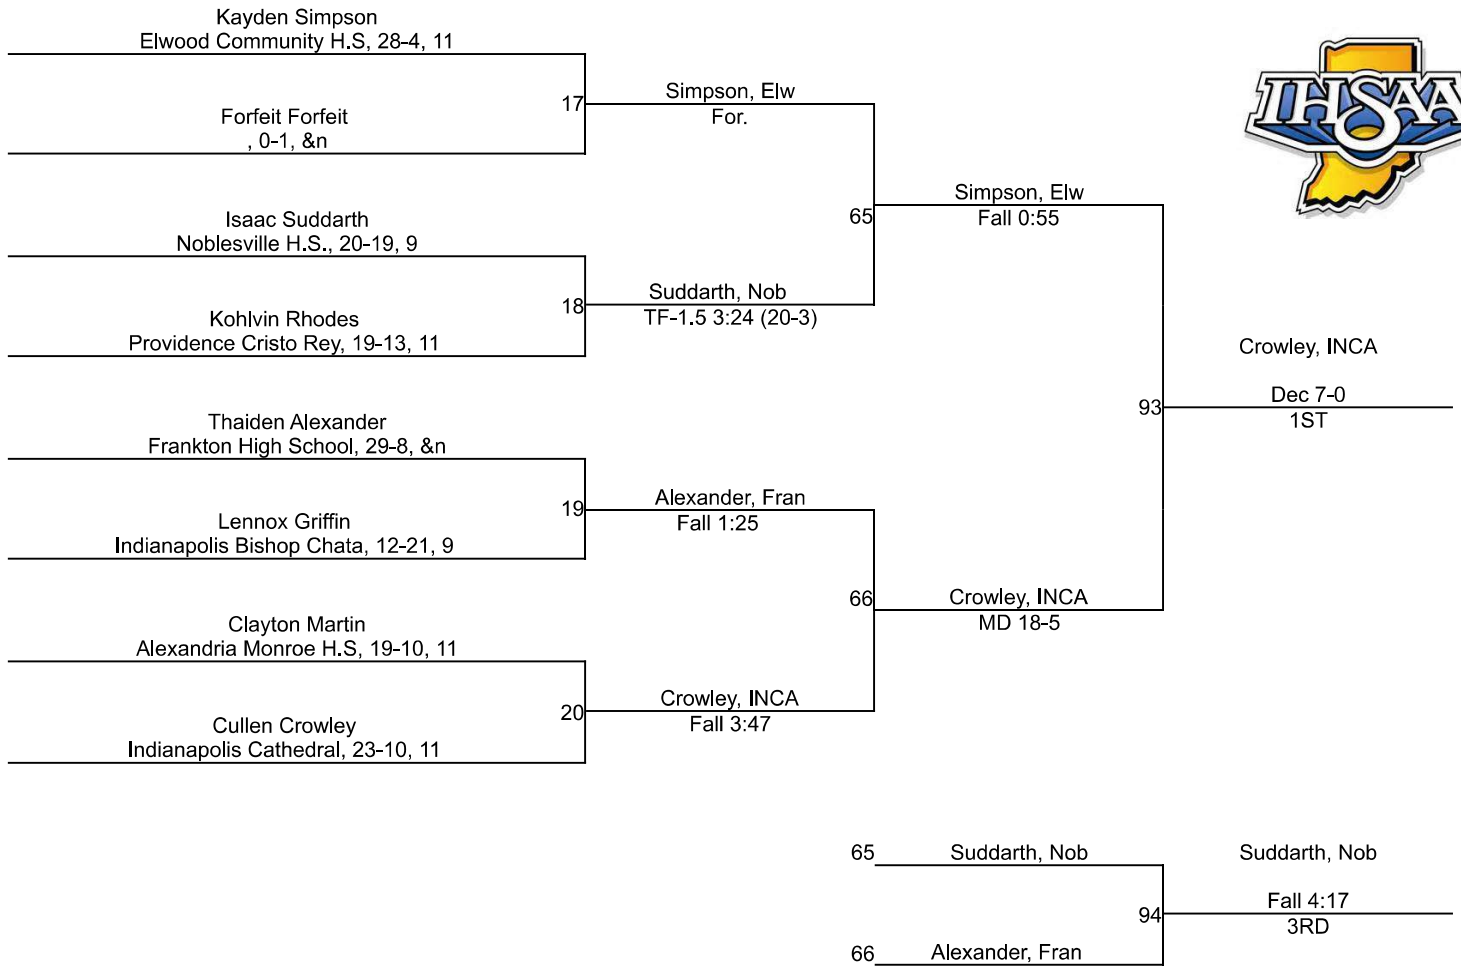 Kayden Simpson
Elwood Community H.S, 28-4, 11
Forfeit Forfeit
, 0-1, &n
Isaac Suddarth
Noblesville H.S., 20-19, 9
Kohlvin Rhodes
Providence Cristo Rey, 19-13, 11
Thaiden Alexander
Frankton High School, 29-8, &n
Lennox Griffin
Indianapolis Bishop Chata, 12-21, 9
Clayton Martin
Alexandria Monroe H.S, 19-10, 11
Cullen Crowley
Indianapolis Cathedral, 23-10, 11
17
Simpson, Elw
For.
18
Suddarth, Nob
TF-1.5 3:24 (20-3)
19
Alexander, Fran
Fall 1:25
20
Crowley, INCA
Fall 3:47
65
Simpson, Elw
Fall 0:55
66
Crowley, INCA
MD 18-5
IHSAA
93
Crowley, INCA
Dec 7-0
1ST
65
Suddarth, Nob
66
Alexander, Fran
94
Suddarth, Nob
Fall 4:17
3RD